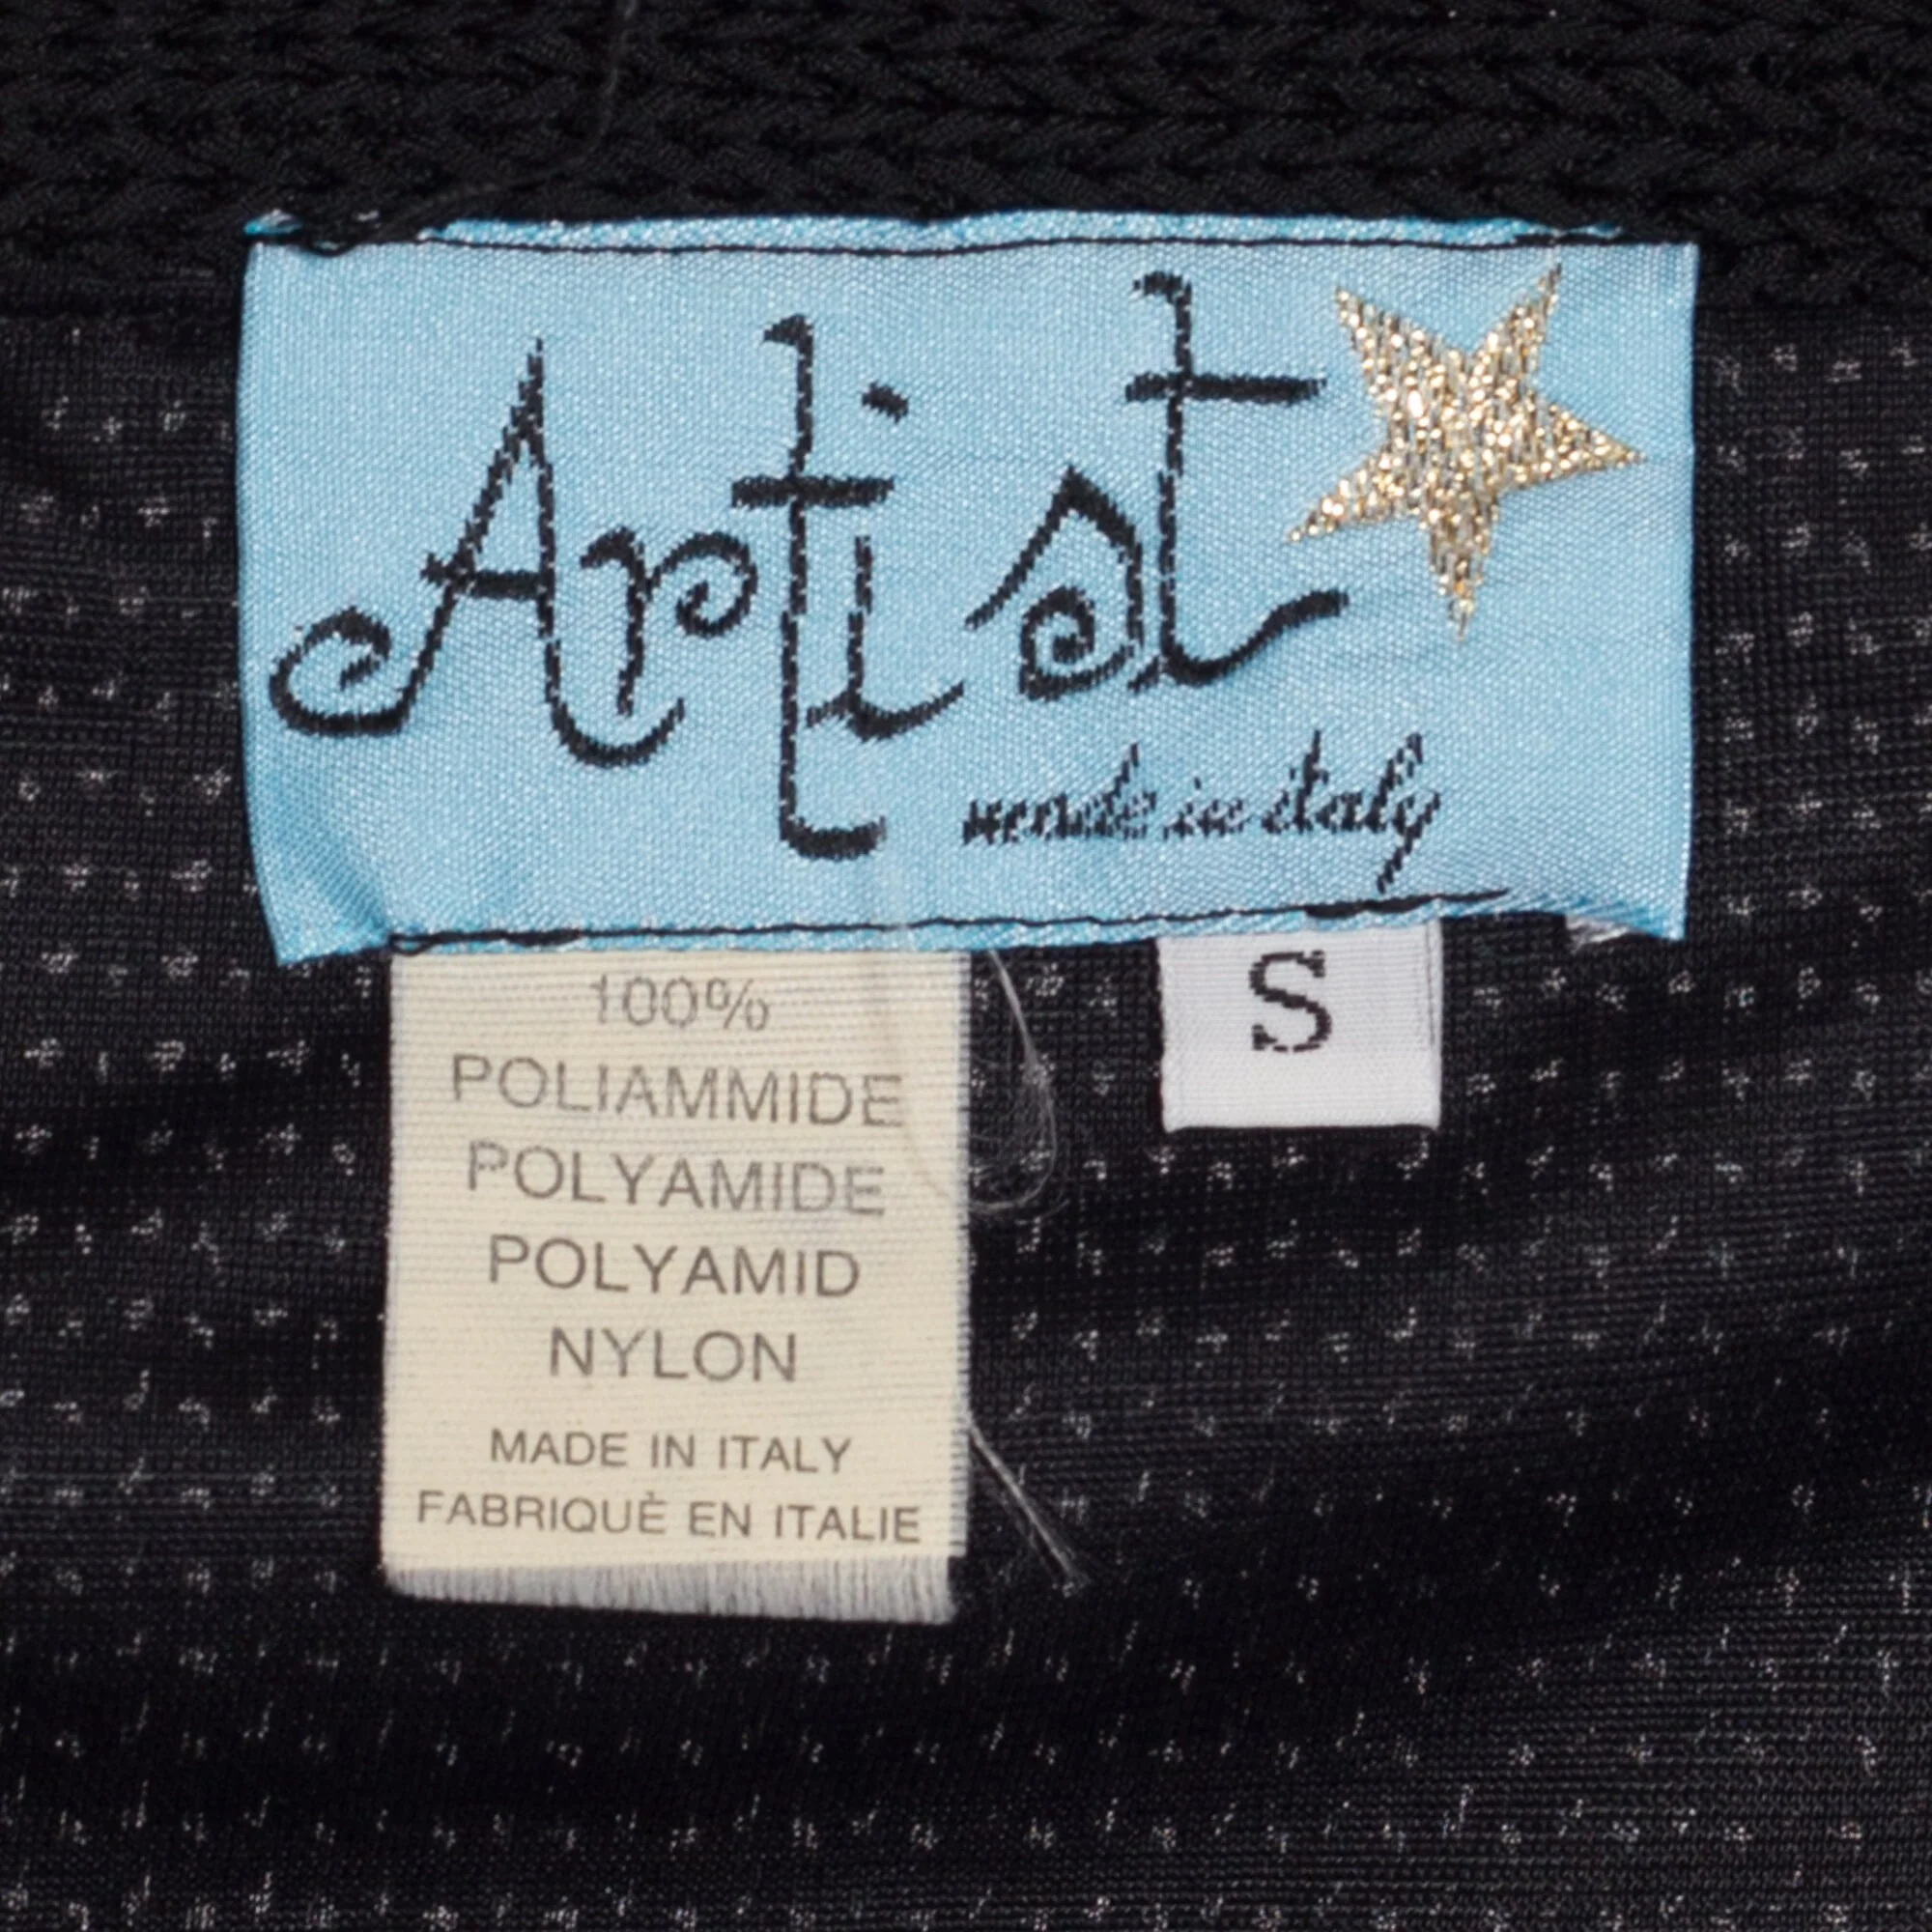 Artist
made in italy
S
100%
POLIAMMIDE
POLYAMIDE
POLYAMID
NYLON
MADE IN ITALY
FABRIQUÈ EN ITALIE